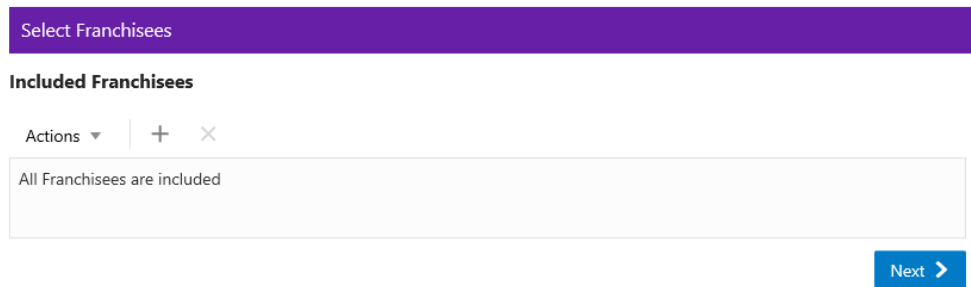 Select Franchisees
Included Franchisees
Actions
All Franchisees are included
Next